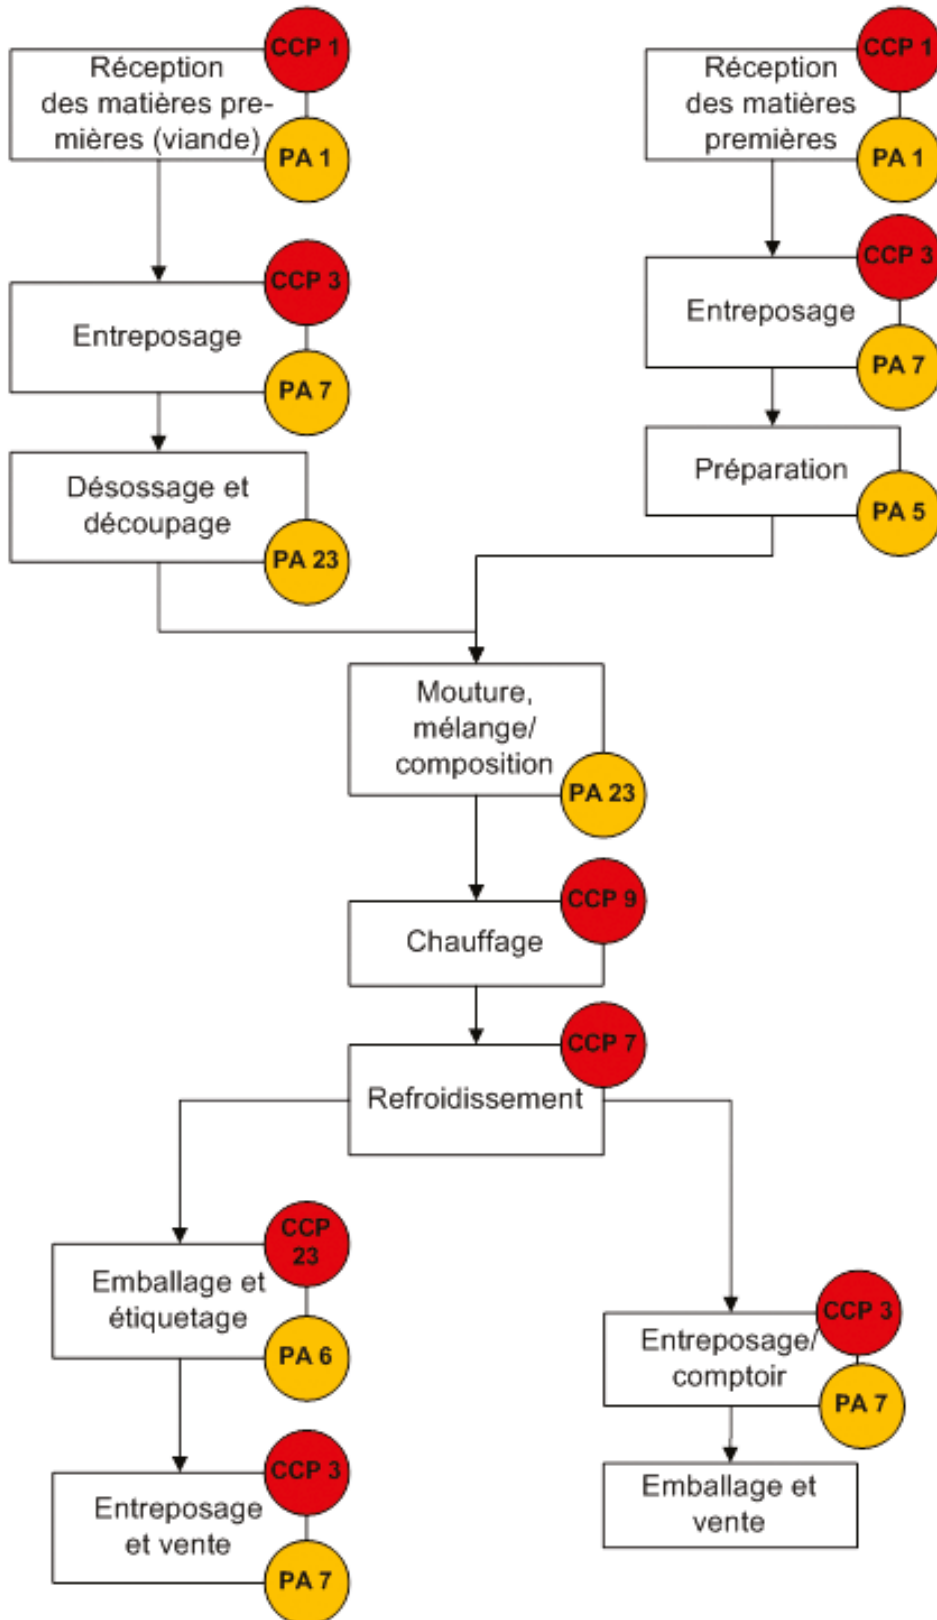 CCP 1
Réception
des matières pre-
mières (viande)
PA 1
CCP 1
Réception
des matières
premières
PA 1
CCP 3
Entreposage
PA 7
CCP 3
Entreposage
PA 7
Désossage et
découpage
PA 23
Préparation
PA 5
Mouture,
mélange/
composition
PA 23
CCP 9
Chauffage
CCP 7
Refroidissement
CCP
23
Emballage et
étiquetage
PA 6
CCP 3
Entreposage/
comptoir
PA 7
CCP 3
Entreposage
et vente
PA 7
Emballage et
vente